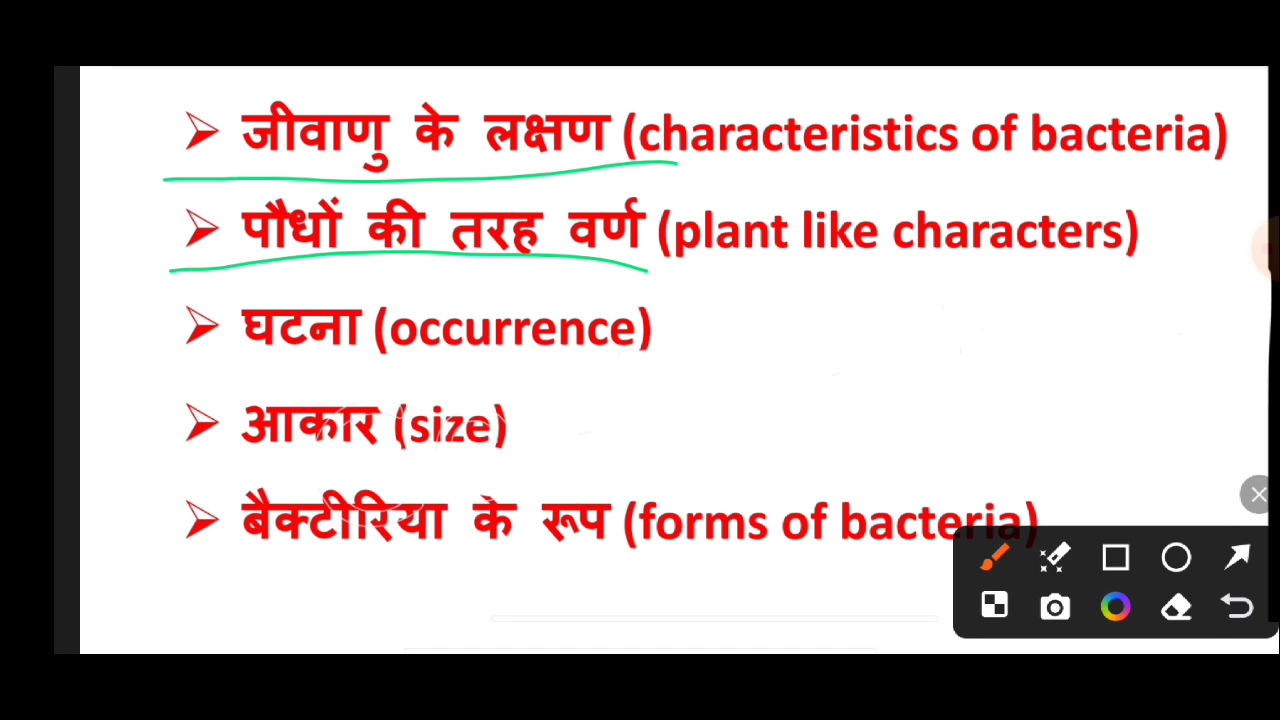 जीवाणु के लक्षण (characteristics of bacteria)
पौधों की तरह वर्ण (plant like characters)
घटना (occurrence)
आकार (size)
बैक्टीरिया के रूप (forms of bacteria)